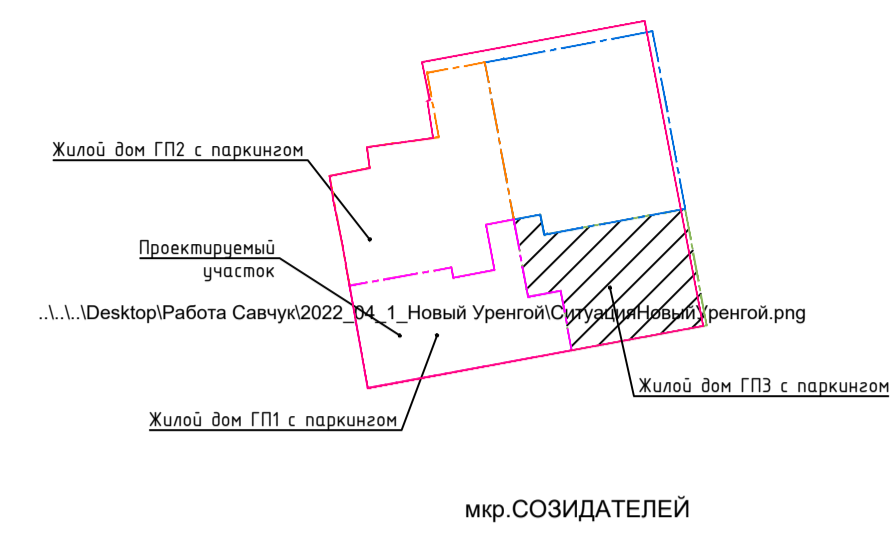 Жилой дом ГП2 с паркингом
Проектируемый
участок
..\..\..\Desktop\Работа Савчук\2022_04_1_Новый Уренгой\СитуацияНовыйУренгой.png
Жилой дом ГП3 с паркингом
Жилой дом ГП1 с паркингом
мкр.СОЗИДАТЕЛЕЙ